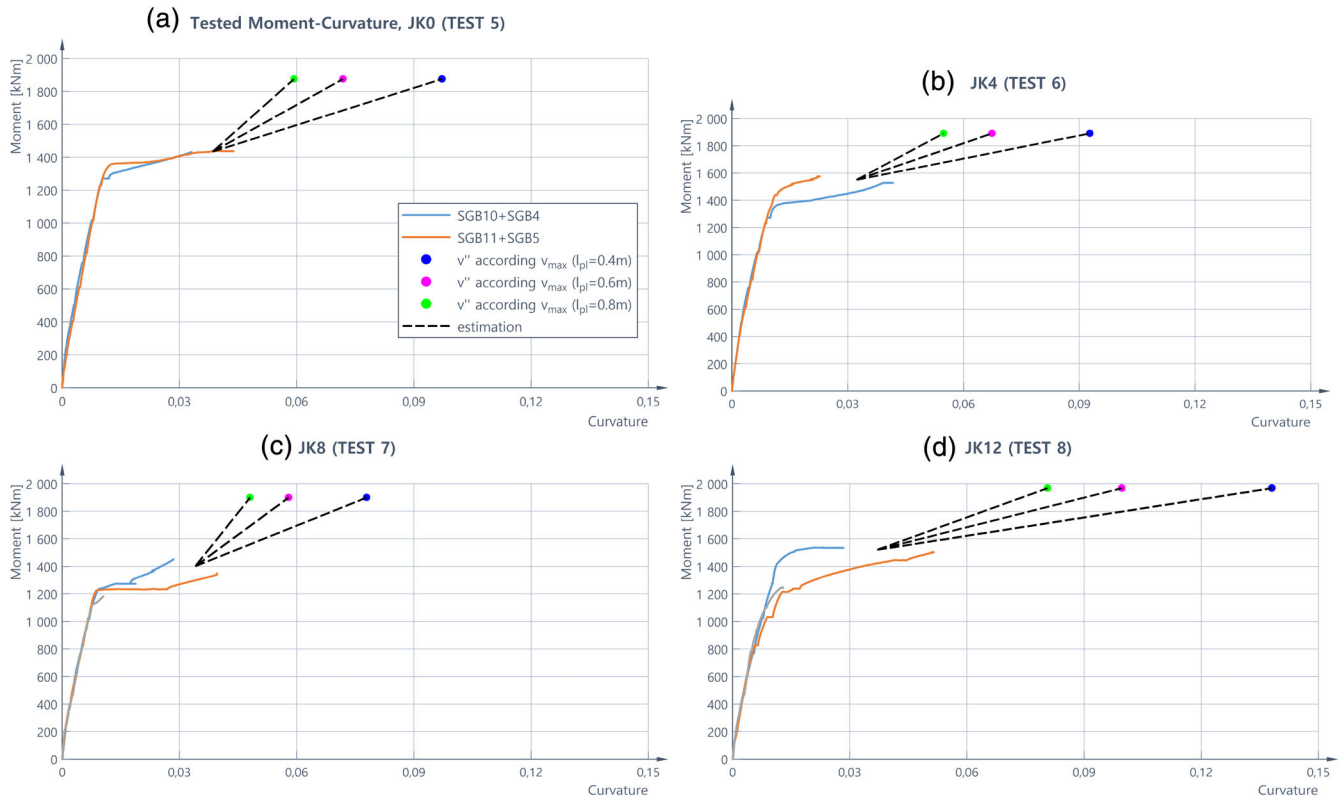 (a) Tested Moment-Curvature, JK0 (TEST 5)
Moment [kNm]
2 000
1 800
1 600
1 400
1 200
1 000
800
600
400
200
0
0 0,03 0,06 0,09 0,12 0,15
Curvature
SGB10+SGB4
SGB11+SGB5
v'' according vmax (lpl=0.4m)
v'' according vmax (lpl=0.6m)
v'' according vmax (lpl=0.8m)
estimation
(b) JK4 (TEST 6)
Moment [kNm]
2 000
1 800
1 600
1 400
1 200
1 000
800
600
400
200
0
0 0,03 0,06 0,09 0,12 0,15
Curvature
(c) JK8 (TEST 7)
Moment [kNm]
2 000
1 800
1 600
1 400
1 200
1 000
800
600
400
200
0
0 0,03 0,06 0,09 0,12 0,15
Curvature
(d) JK12 (TEST 8)
Moment [kNm]
2 000
1 800
1 600
1 400
1 200
1 000
800
600
400
200
0
0 0,03 0,06 0,09 0,12 0,15
Curvature